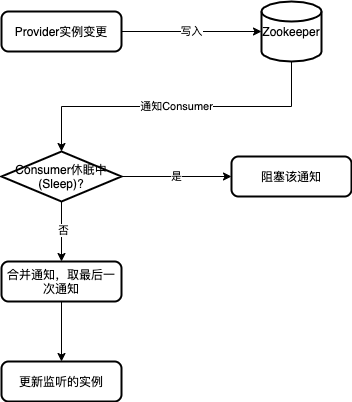 Provider实例变更
写入
Zookeeper
通知Consumer
Consumer休眠中
(Sleep)?
是
阻塞该通知
否
合并通知，取最后一
次通知
更新监听的实例